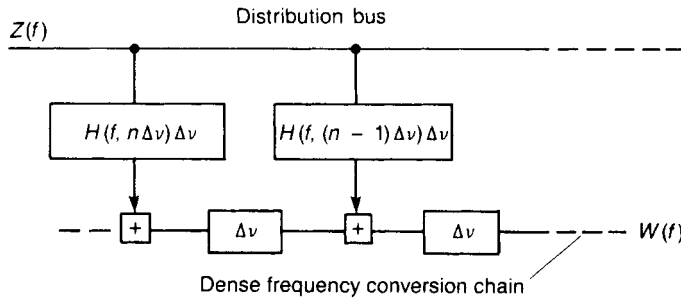 Distribution bus
Z(f)
H(f, nΔν)Δν
H(f, (n − 1)Δν)Δν
+
Δν
+
Δν
W(f)
Dense frequency conversion chain